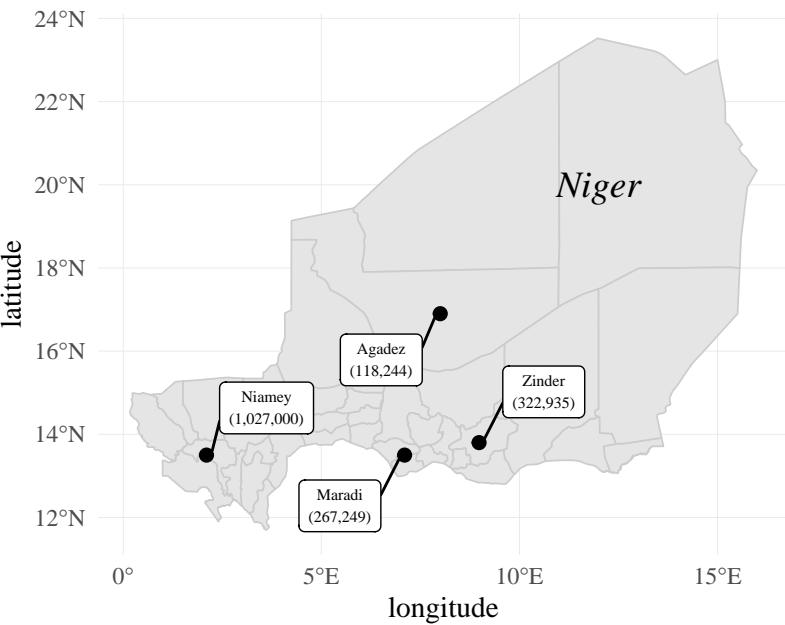 24°N
22°N
20°N
18°N
16°N
14°N
12°N
latitude
Niger
Agadez
(118,244)
Zinder
(322,935)
Niamey
(1,027,000)
Maradi
(267,249)
0°
5°E
10°E
15°E
longitude